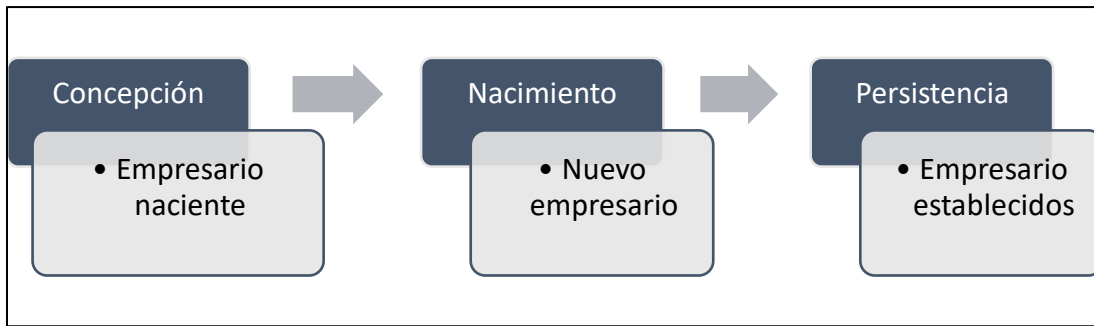 Concepción
• Empresario
naciente
Nacimiento
• Nuevo
empresario
Persistencia
• Empresario
establecidos